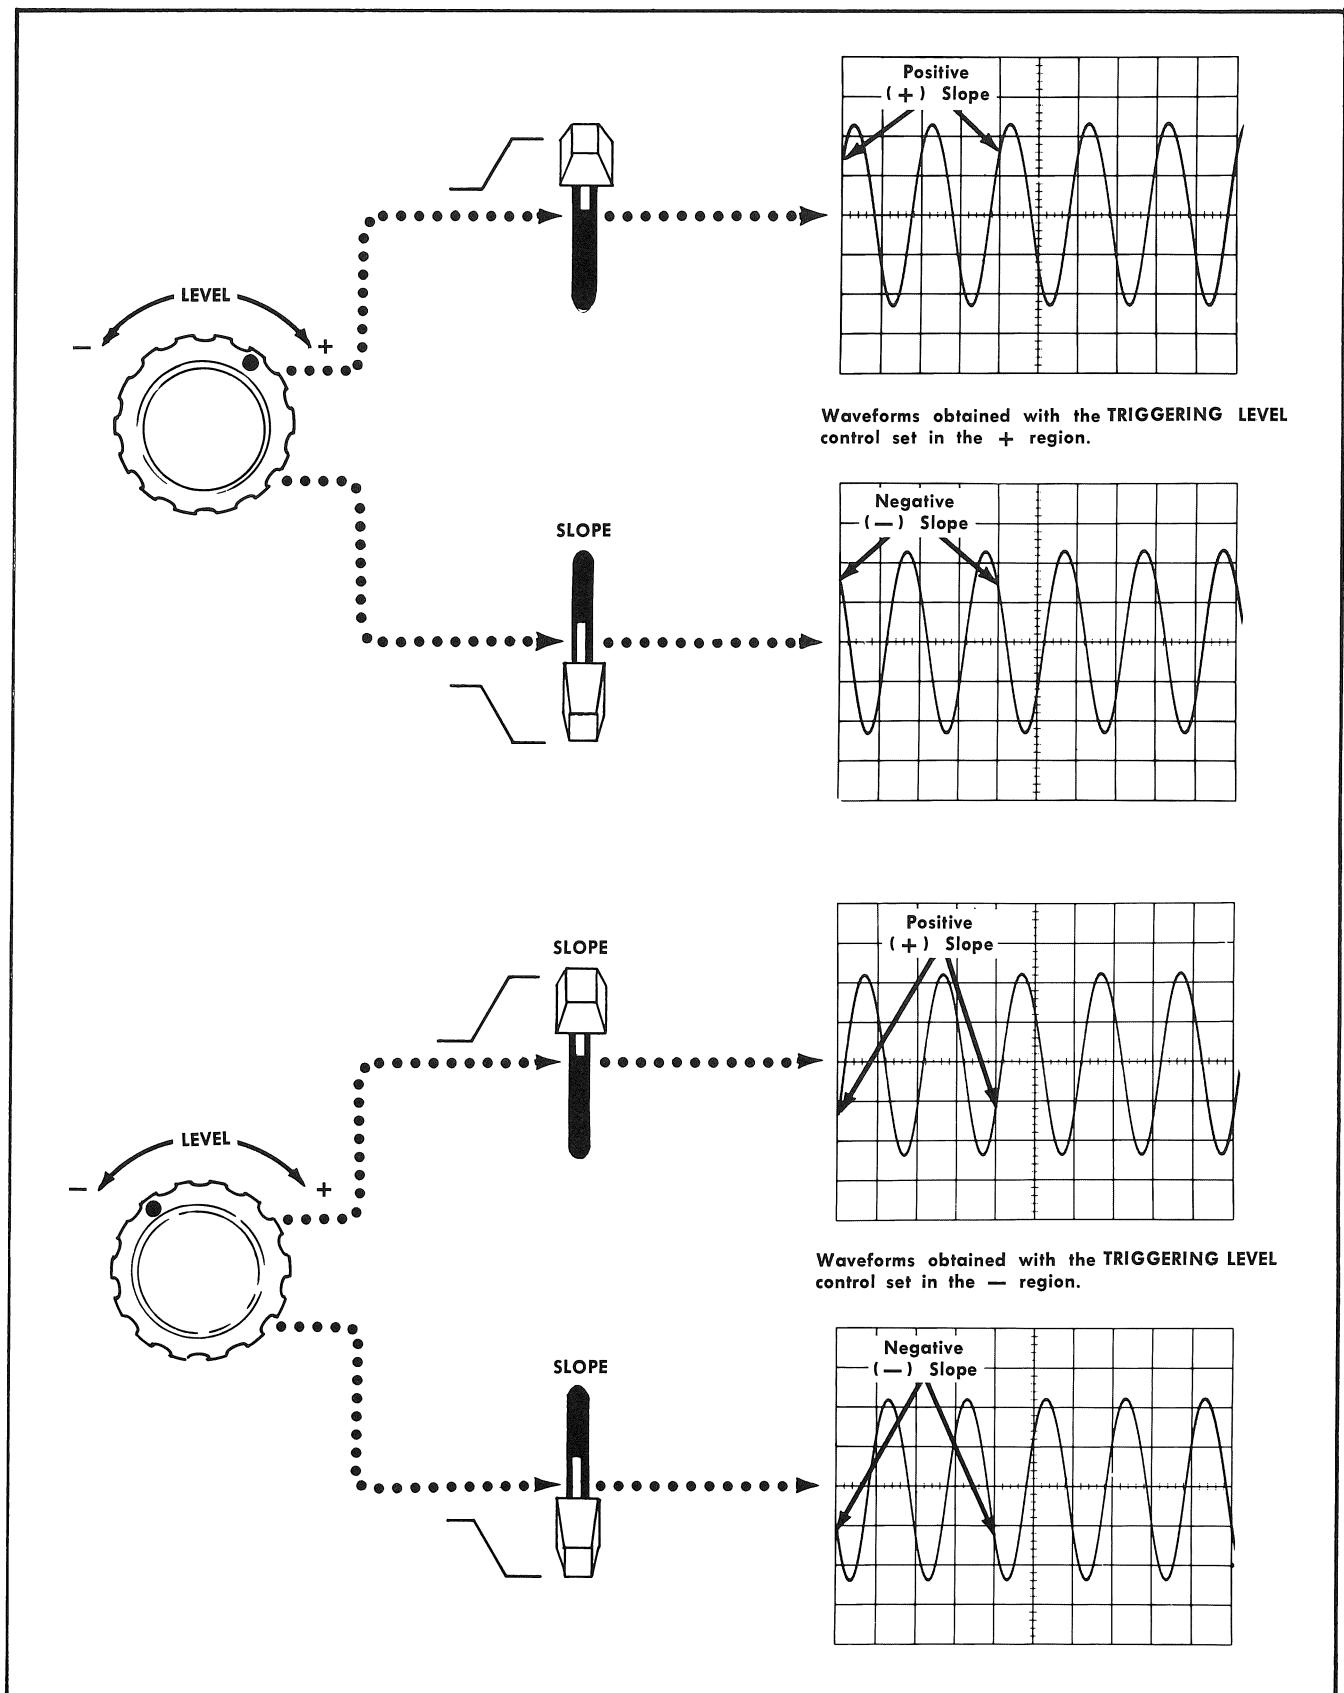 Positive
( + ) Slope
LEVEL
− +
Waveforms obtained with the TRIGGERING LEVEL
control set in the + region.
Negative
( — ) Slope
SLOPE
Positive
( + ) Slope
SLOPE
LEVEL
− +
Waveforms obtained with the TRIGGERING LEVEL
control set in the — region.
Negative
( — ) Slope
SLOPE